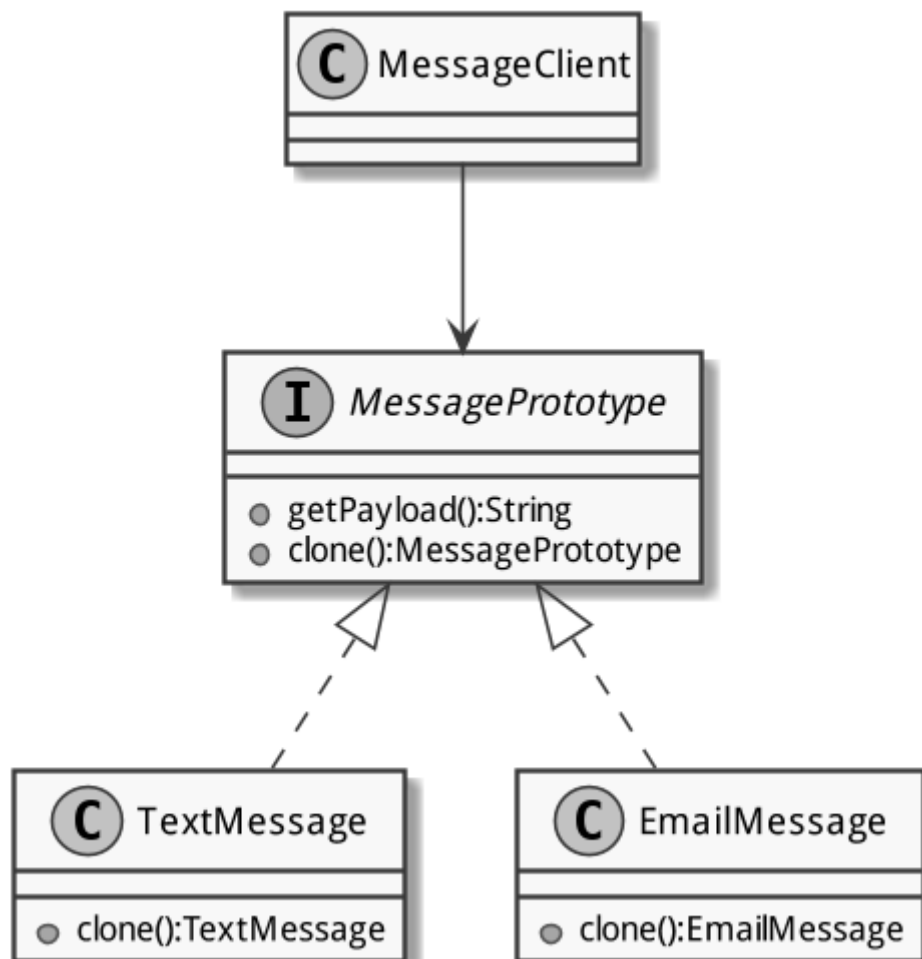 C MessageClient
I MessagePrototype
getPayload():String
clone():MessagePrototype
C TextMessage
C EmailMessage
clone():TextMessage
clone():EmailMessage